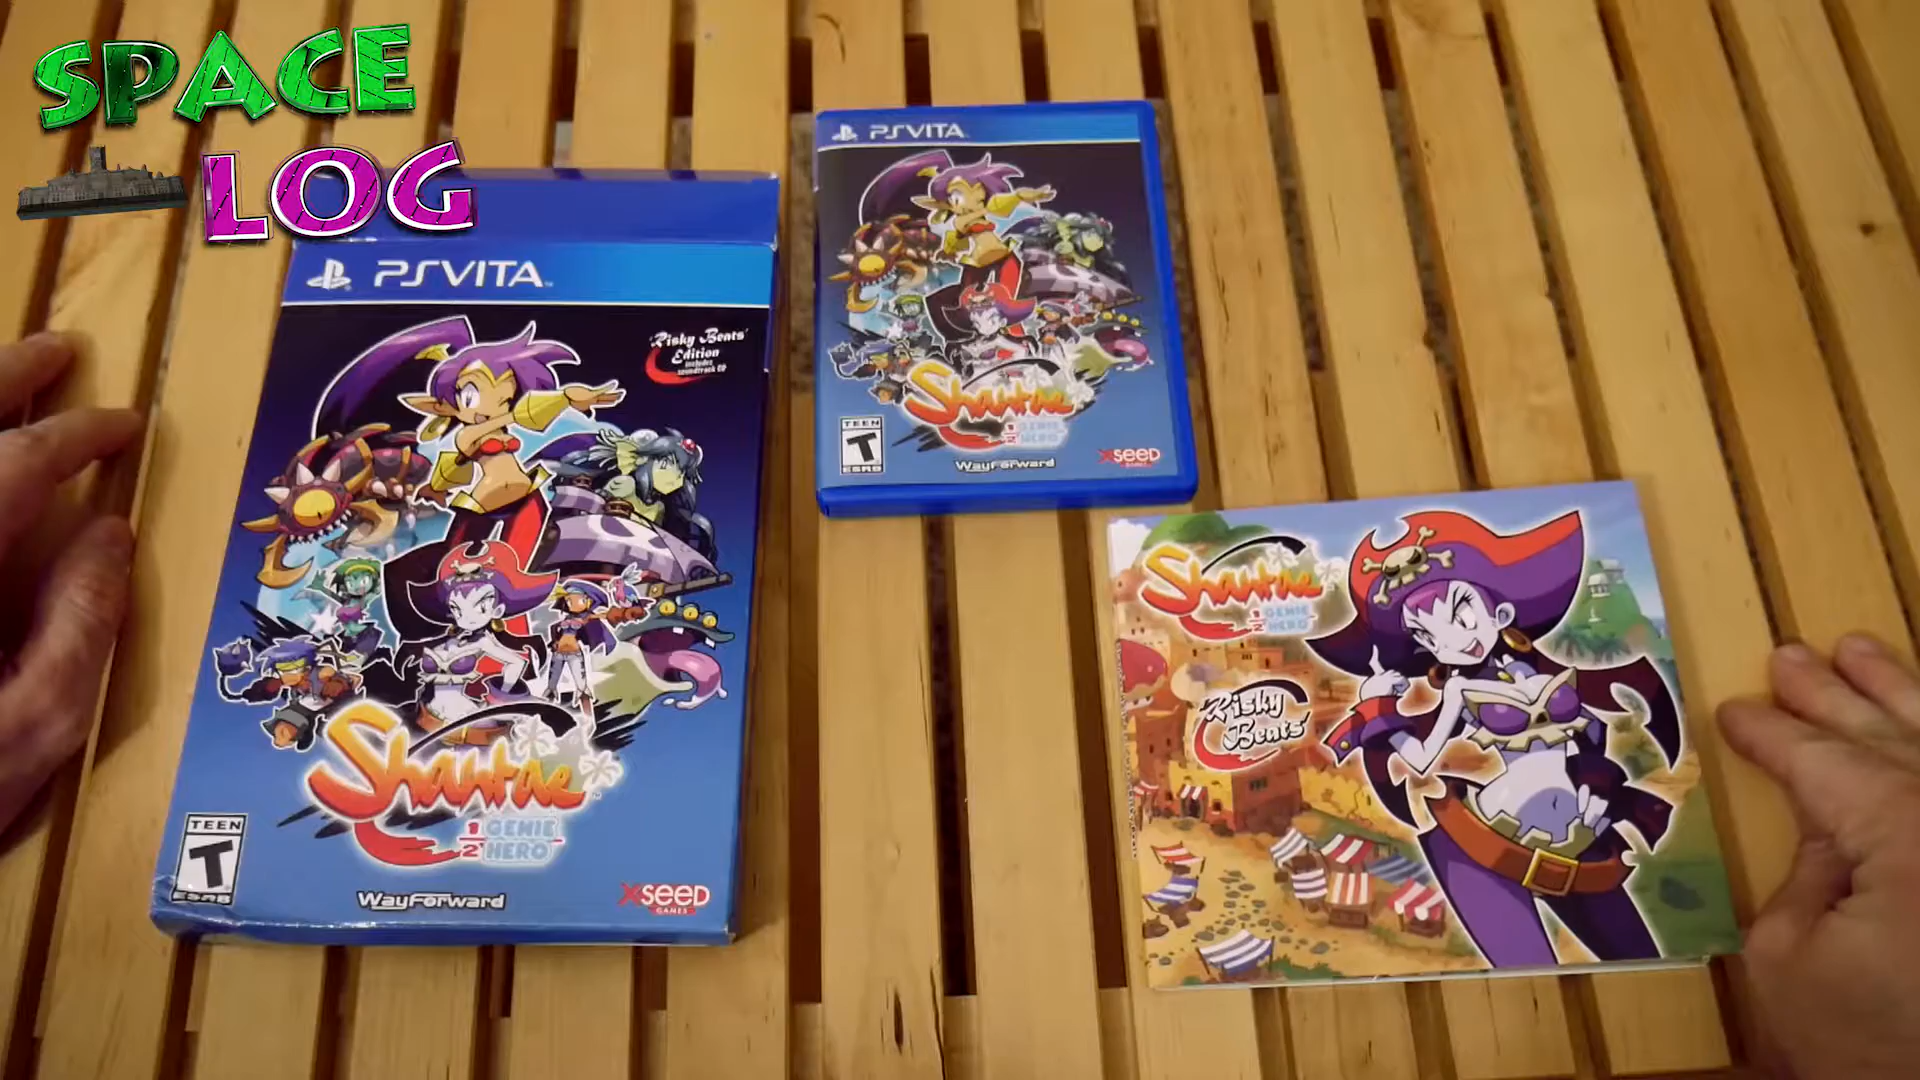 SPACE
LOG
PSVITA
Risky Beats
Edition
includes
soundtrack CD
Shantae
1/2 GENIE
HERO
TEEN
T
ESRB
WayForward
XSEED
GAMES
PSVITA
Shantae
1/2 GENIE
HERO
TEEN
T
ESRB
WayForward
XSEED
GAMES
Shantae
1/2 GENIE
HERO
Risky
Beats